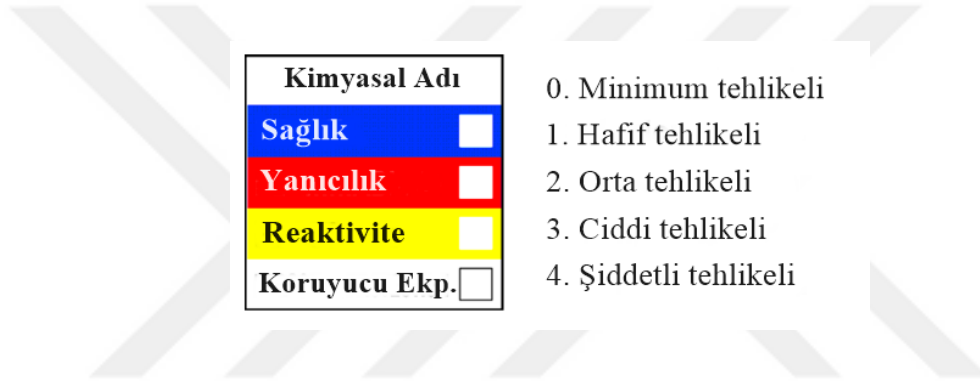 Kimyasal Adı
Sağlık
Yanıcılık
Reaktivite
Koruyucu Ekp.
0. Minimum tehlikeli
1. Hafif tehlikeli
2. Orta tehlikeli
3. Ciddi tehlikeli
4. Şiddetli tehlikeli